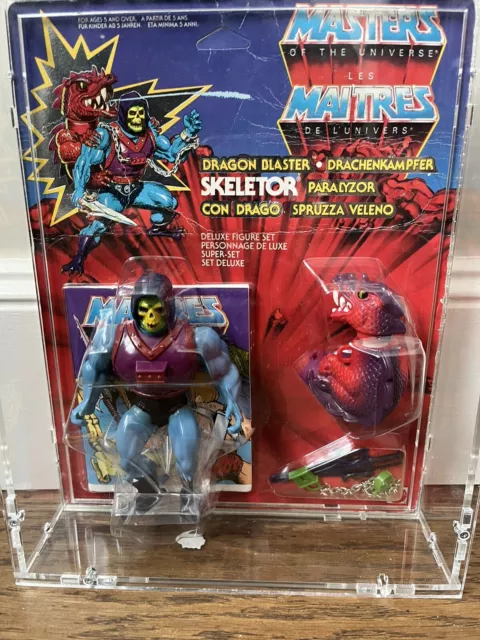 FOR AGES 5 AND OVER. A PARTIR DE 5 ANS.
FÜR KINDER AB 5 JAHREN. ETA MINIMA 5 ANNI.
MASTERS
OF THE UNIVERSE
LES
MAITRES
DE L'UNIVERS
DRAGON BLASTER • DRACHENKÄMPFER
SKELETOR PARALYZOR
CON DRAGO SPRUZZA VELENO
DELUXE FIGURE SET
PERSONNAGE DE LUXE
SUPER-SET
SET DELUXE